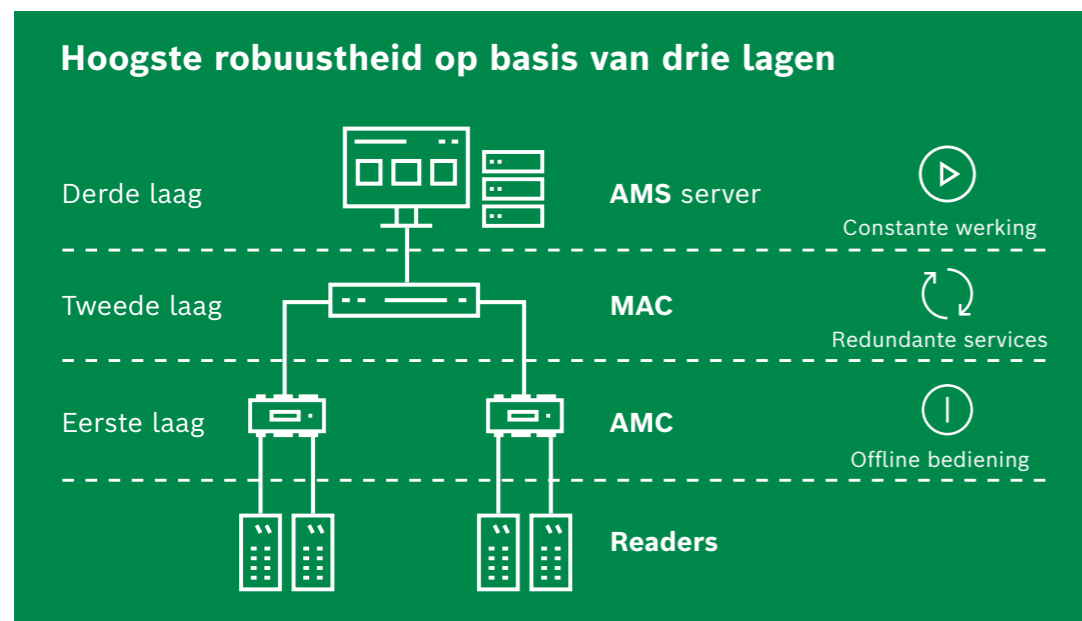 Hoogste robuustheid op basis van drie lagen
Derde laag
AMS server
Constante werking
Tweede laag
MAC
Redundante services
Eerste laag
AMC
Offline bediening
Readers